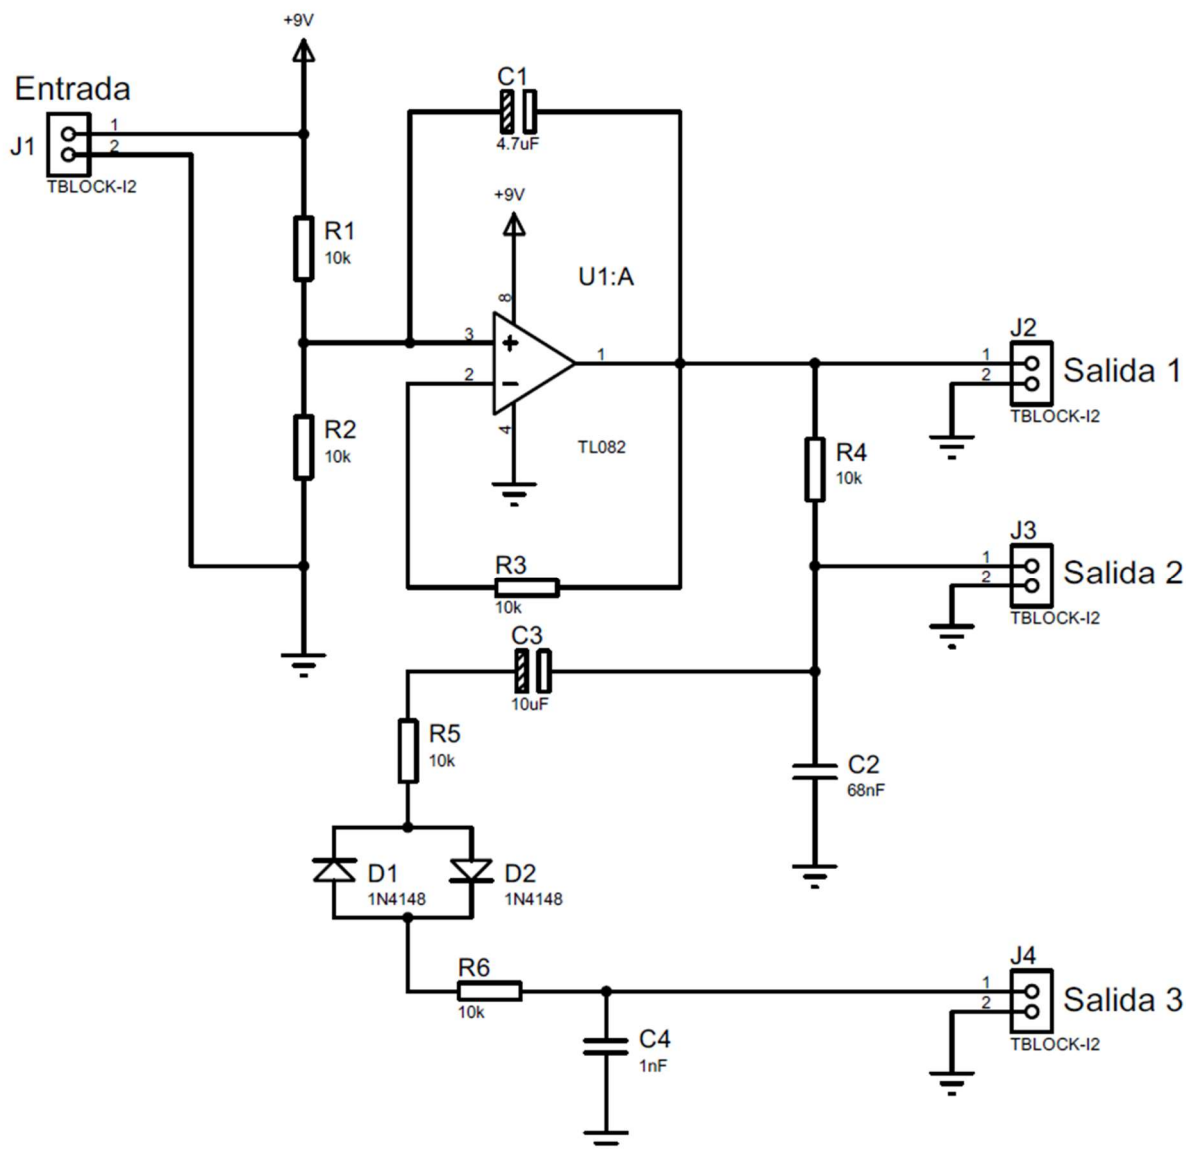 +9V
Entrada
J1
1
2
TBLOCK-I2
C1
4.7uF
+9V
R1
10k
U1:A
8
3
2
1
4
TL082
R2
10k
J2
1
2
Salida 1
TBLOCK-I2
R4
10k
R3
10k
J3
1
2
Salida 2
TBLOCK-I2
C3
10uF
R5
10k
C2
68nF
D1
1N4148
D2
1N4148
R6
10k
J4
1
2
Salida 3
TBLOCK-I2
C4
1nF